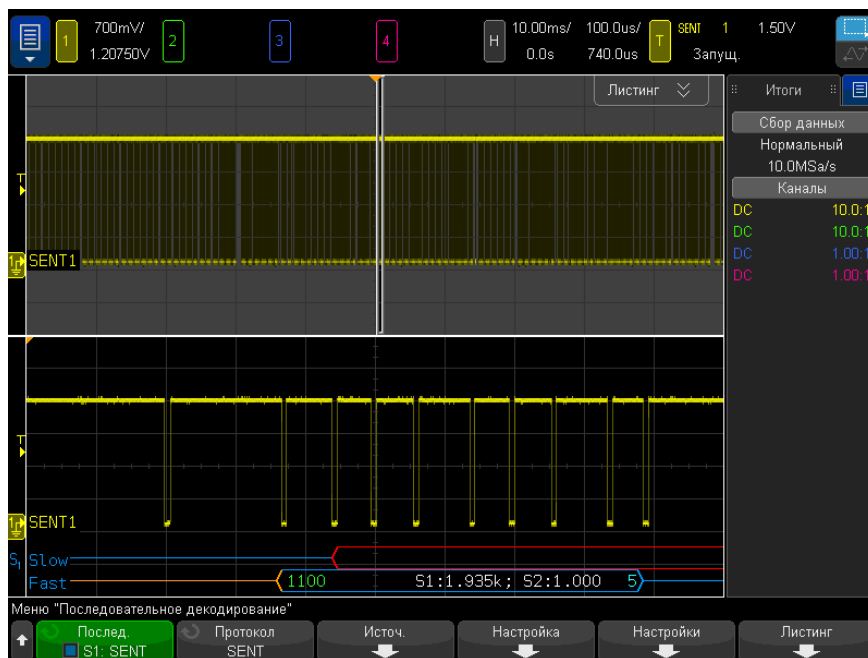 1 700mV/ 2 3 4 H 10.00ms/ 100.0us/ T SENT 1 1.50V
1.20750V 0.0s 740.0us Запущ.
Листинг
Итоги
Сбор данных
Нормальный
10.0MSa/s
Каналы
DC 10.0:1
DC 10.0:1
DC 1.00:1
DC 1.00:1
T
1 SENT1
T
1 SENT1
S1 Slow
Fast 1100 S1:1.935k; S2:1.000 5
Меню "Последовательное декодирование"
Послед. Протокол Источ. Настройка Настройки Листинг
S1: SENT SENT